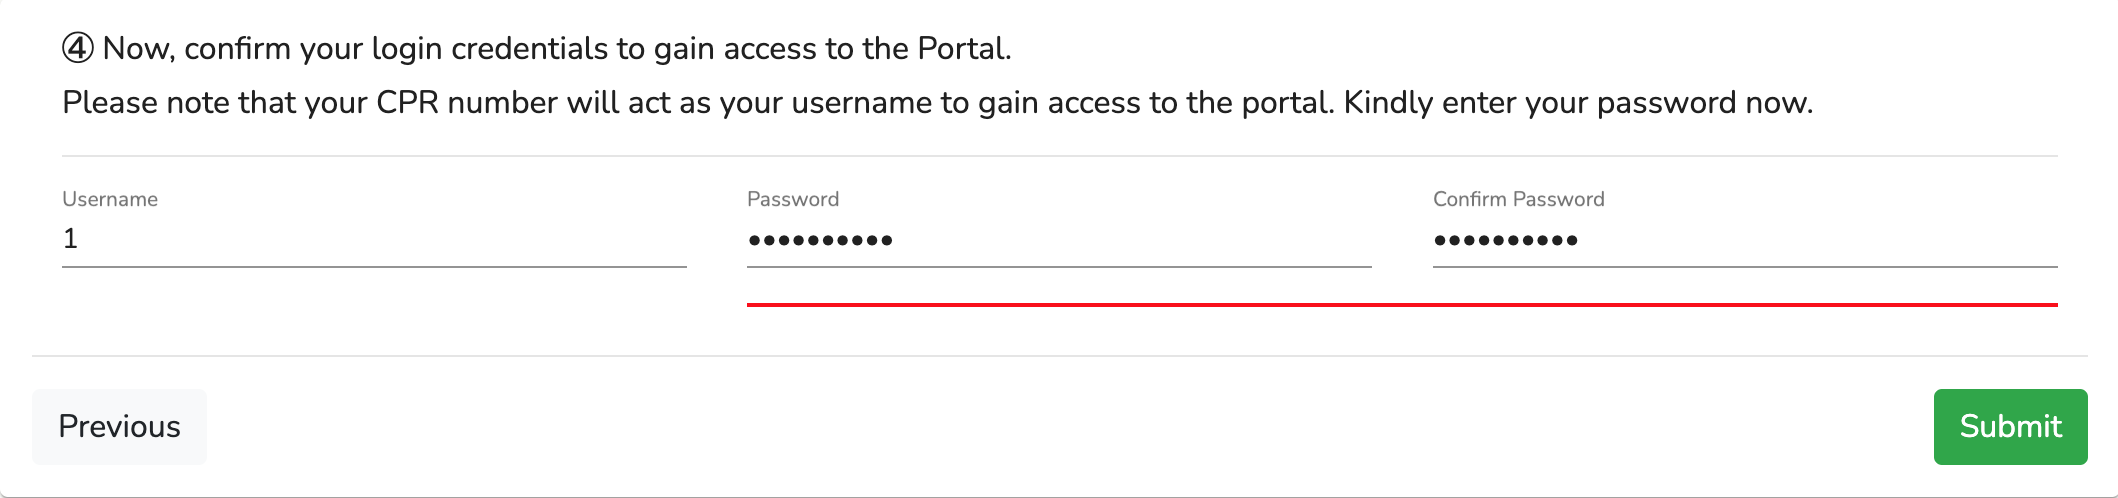 ④ Now, confirm your login credentials to gain access to the Portal.
Please note that your CPR number will act as your username to gain access to the portal. Kindly enter your password now.
Username
Password
Confirm Password
1
••••••••••
••••••••••
Previous
Submit